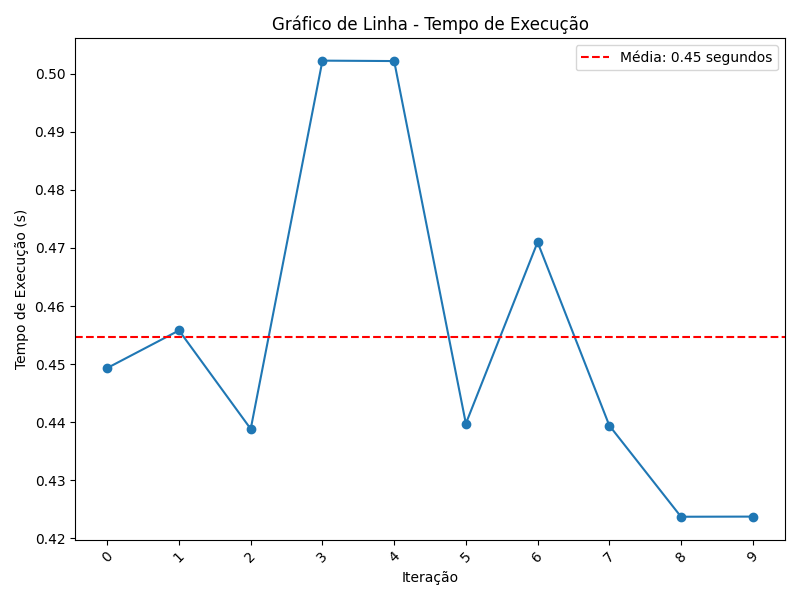 Gráfico de Linha - Tempo de Execução
Média: 0.45 segundos
Tempo de Execução (s)
0.50
0.49
0.48
0.47
0.46
0.45
0.44
0.43
0.42
0 1 2 3 4 5 6 7 8 9
Iteração